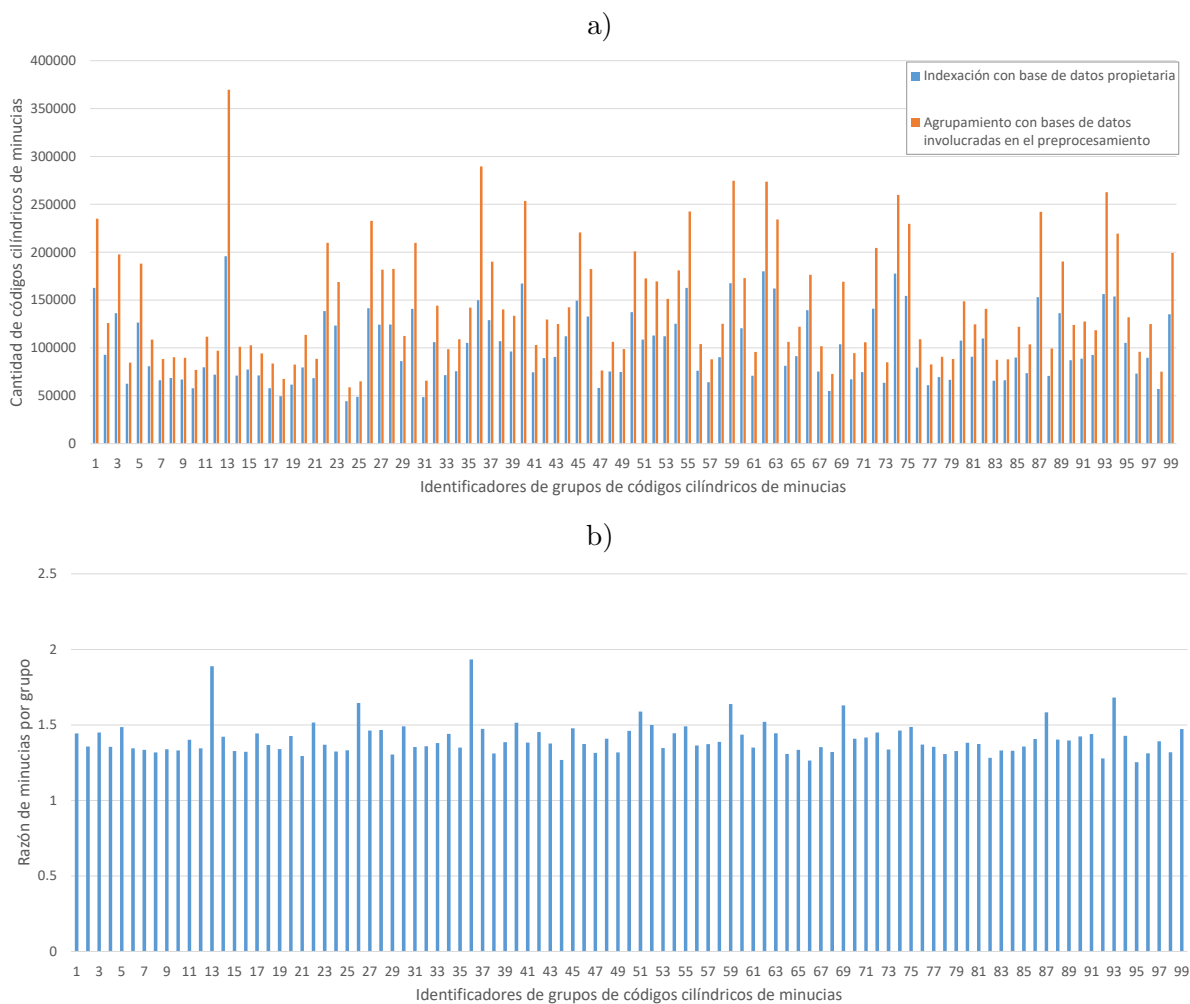 a)
400000
350000
300000
250000
200000
150000
100000
50000
0
Cantidad de códigos cilíndricos de minucias
Indexación con base de datos propietaria
Agrupamiento con bases de datos
involucradas en el preprocesamiento
1 3 5 7 9 11 13 15 17 19 21 23 25 27 29 31 33 35 37 39 41 43 45 47 49 51 53 55 57 59 61 63 65 67 69 71 73 75 77 79 81 83 85 87 89 91 93 95 97 99
Identificadores de grupos de códigos cilíndricos de minucias
b)
2.5
2
1.5
1
0.5
0
Razón de minucias por grupo
1 3 5 7 9 11 13 15 17 19 21 23 25 27 29 31 33 35 37 39 41 43 45 47 49 51 53 55 57 59 61 63 65 67 69 71 73 75 77 79 81 83 85 87 89 91 93 95 97 99
Identificadores de grupos de códigos cilíndricos de minucias